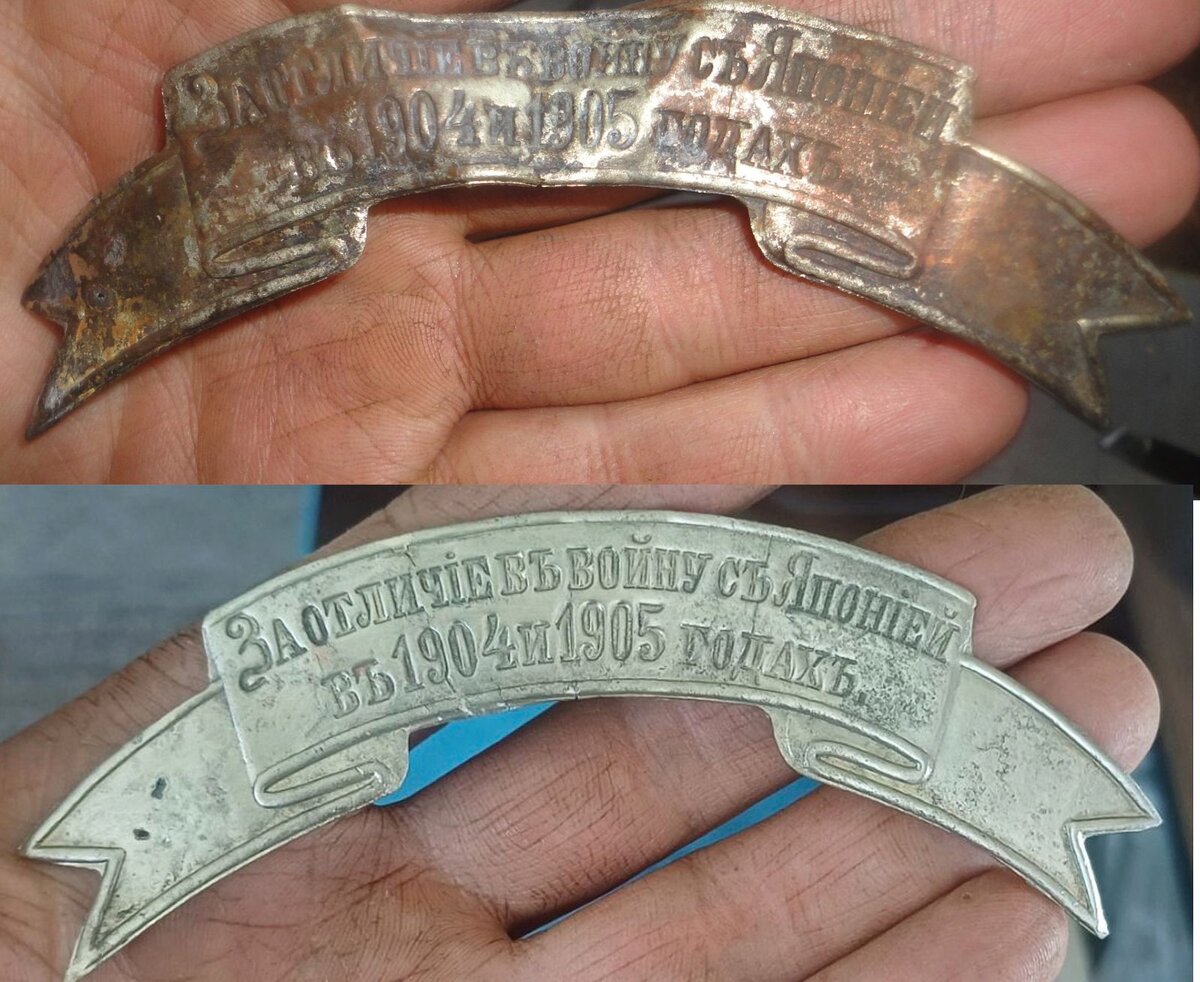 За отличіе въ войну съ Японіей
въ 1904 и 1905 годахъ.
За отличіе въ войну съ Японіей
въ 1904 и 1905 годахъ.